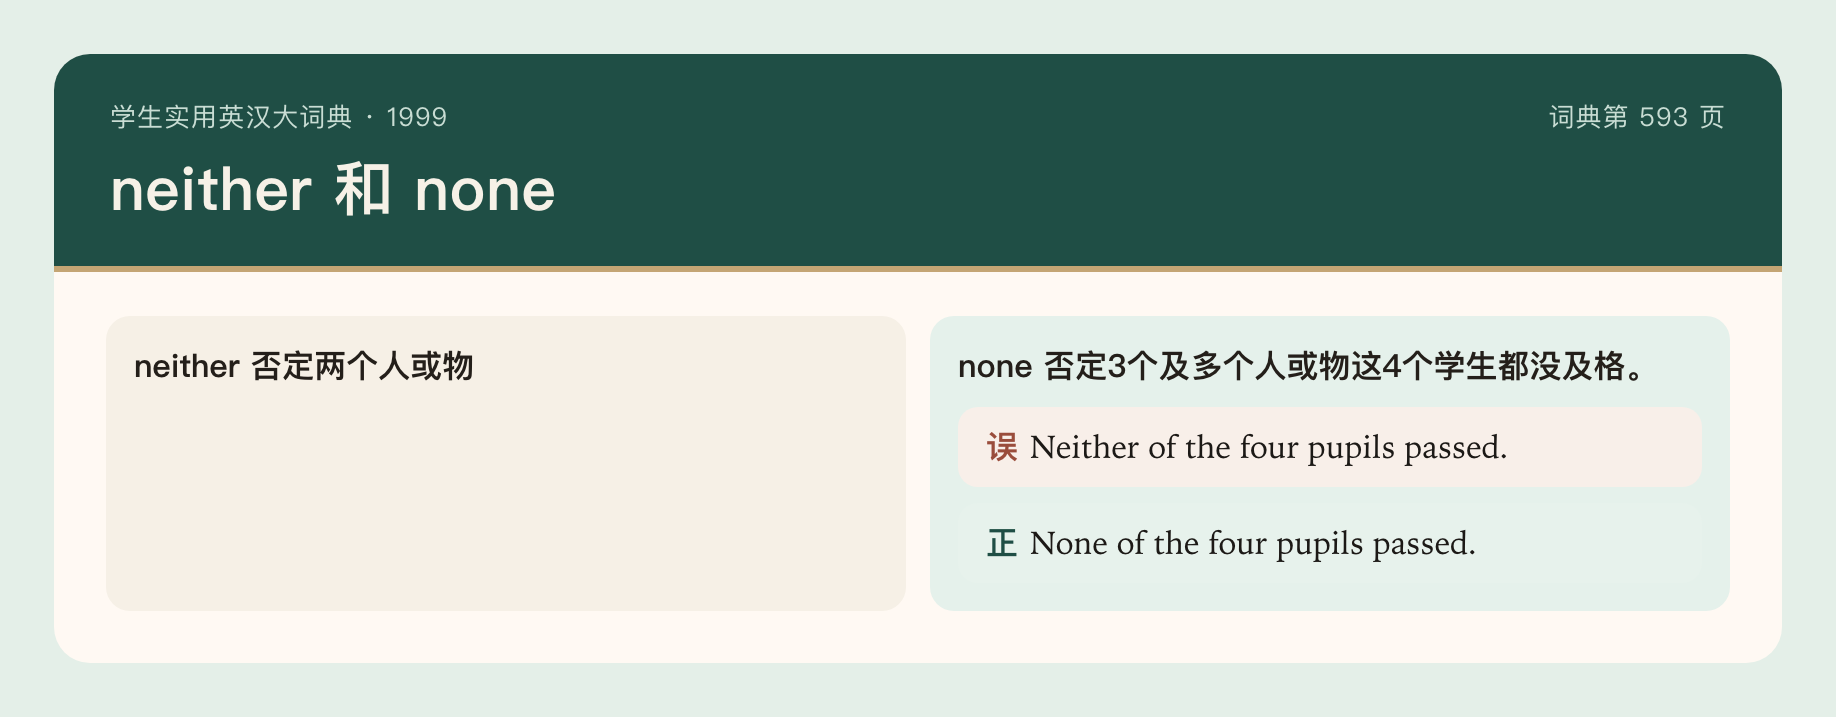 学生实用英汉大词典 · 1999
词典第 593 页
neither 和 none
neither 否定两个人或物
none 否定3个及多个人或物这4个学生都没及格。
误 Neither of the four pupils passed.
正 None of the four pupils passed.